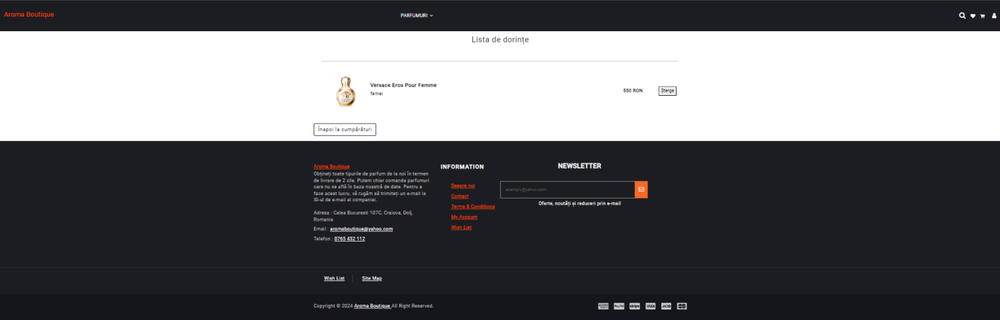 Aroma Boutique
PARFUMURI
Lista de dorințe
Versace Eros Pour Femme
femei
550 RON
Șterge
Înapoi la cumpărături
Aroma Boutique
Obțineți toate tipurile de parfum de la noi în termen
de livrare de 2 zile. Putem chiar comanda parfumuri
care nu se află în baza noastră de date. Pentru a
face acest lucru, vă rugăm să trimiteți un e-mail la
ID-ul de e-mail al companiei.
Adresa : Calea Bucuresti 107C, Craiova, Dolj,
Romania
Email : aromaboutique@yahoo.com
Telefon : 0765 432 112
INFORMATION
Despre noi
Contact
Terms & Conditions
My Account
Wish List
NEWSLETTER
examplu@yahoo.com
Oferte, noutăți și reduceri prin e-mail
Wish List
Site Map
Copyright © 2024 Aroma Boutique All Right Reserved.
PayPal
stripe
VISA
JCB